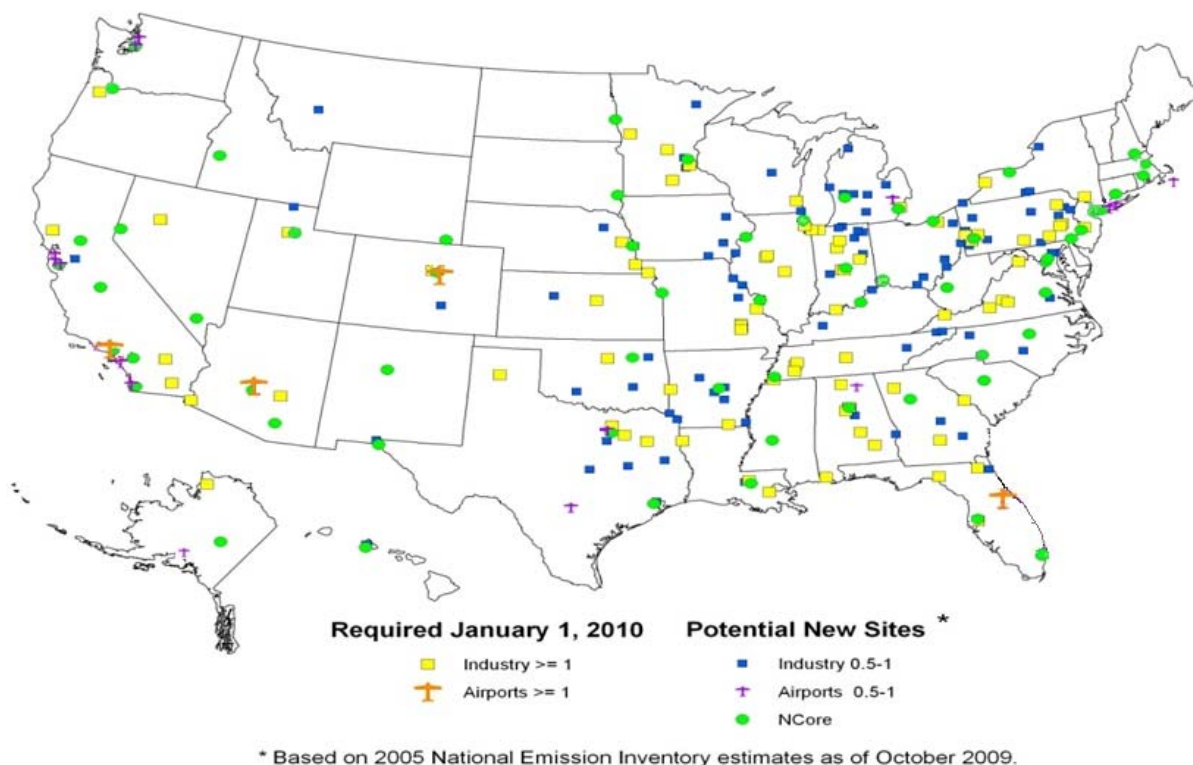 Required January 1, 2010
Potential New Sites *
Industry >= 1
Industry 0.5-1
Airports >= 1
Airports 0.5-1
NCore
* Based on 2005 National Emission Inventory estimates as of October 2009.